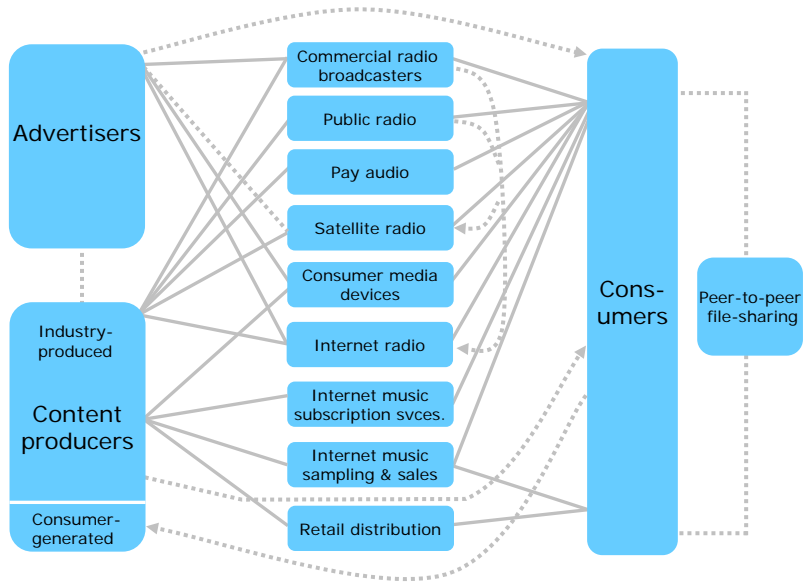 Advertisers
Industry-
produced
Content
producers
Consumer-
generated
Commercial radio
broadcasters
Public radio
Pay audio
Satellite radio
Consumer media
devices
Internet radio
Internet music
subscription svces.
Internet music
sampling & sales
Retail distribution
Cons-
umers
Peer-to-peer
file-sharing